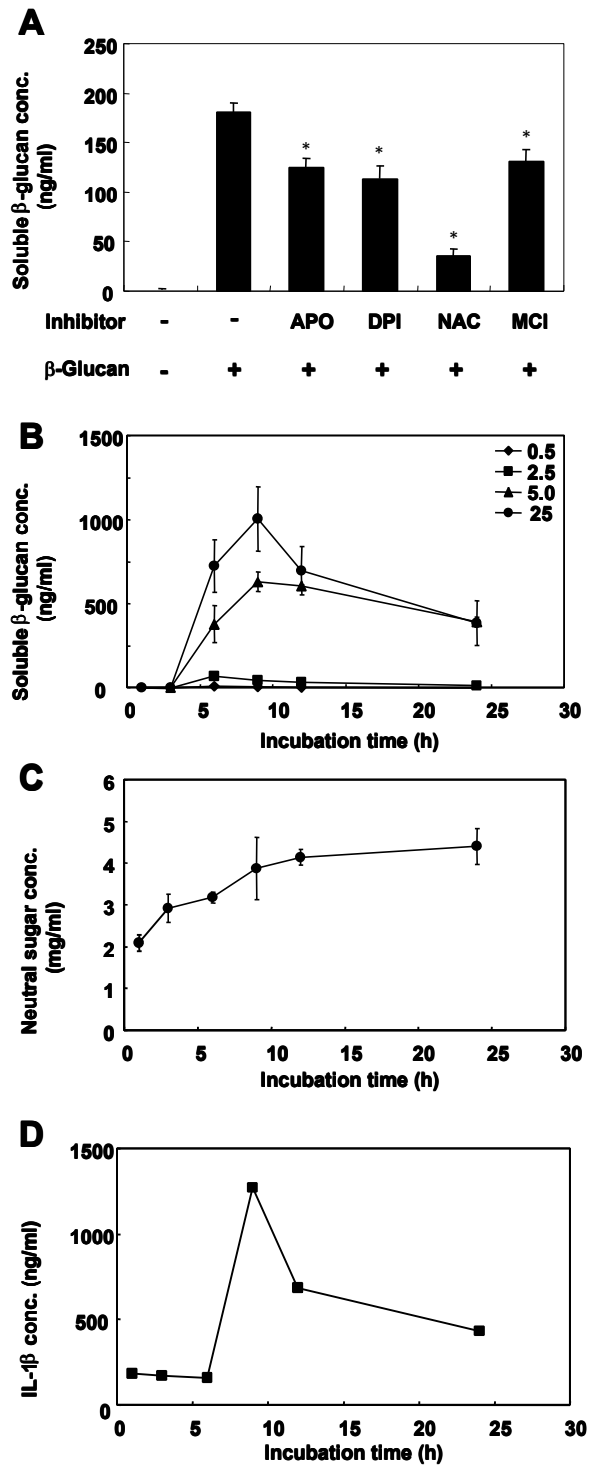 A
Soluble β-glucan conc.
(ng/ml)
250
200
150
100
50
0
* * * *
Inhibitor - - APO DPI NAC MCI
β-Glucan - + + + + +
B
Soluble β-glucan conc.
(ng/ml)
1500
1000
500
0
0.5
2.5
5.0
25
0 5 10 15 20 25 30
Incubation time (h)
C
Neutral sugar conc.
(mg/ml)
6
5
4
3
2
1
0
0 5 10 15 20 25 30
Incubation time (h)
D
IL-1β conc. (ng/ml)
1500
1000
500
0
0 5 10 15 20 25 30
Incubation time (h)